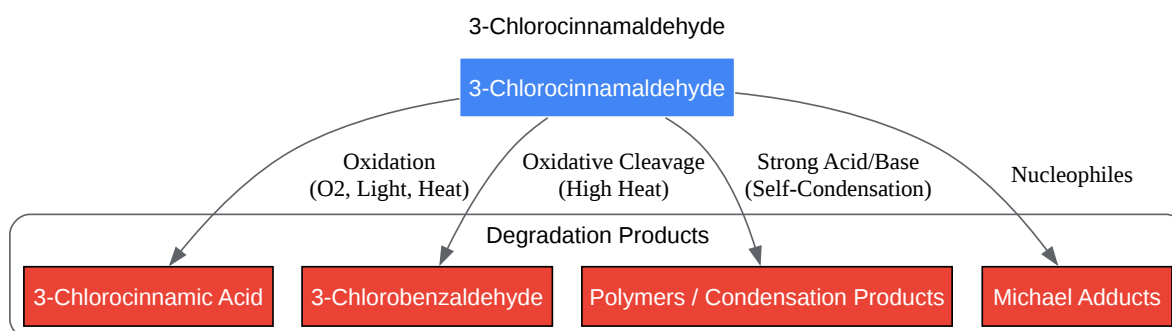 3-Chlorocinnamaldehyde
3-Chlorocinnamaldehyde
Oxidation
(O2, Light, Heat)
Oxidative Cleavage
(High Heat)
Strong Acid/Base
(Self-Condensation)
Nucleophiles
Degradation Products
3-Chlorocinnamic Acid
3-Chlorobenzaldehyde
Polymers / Condensation Products
Michael Adducts